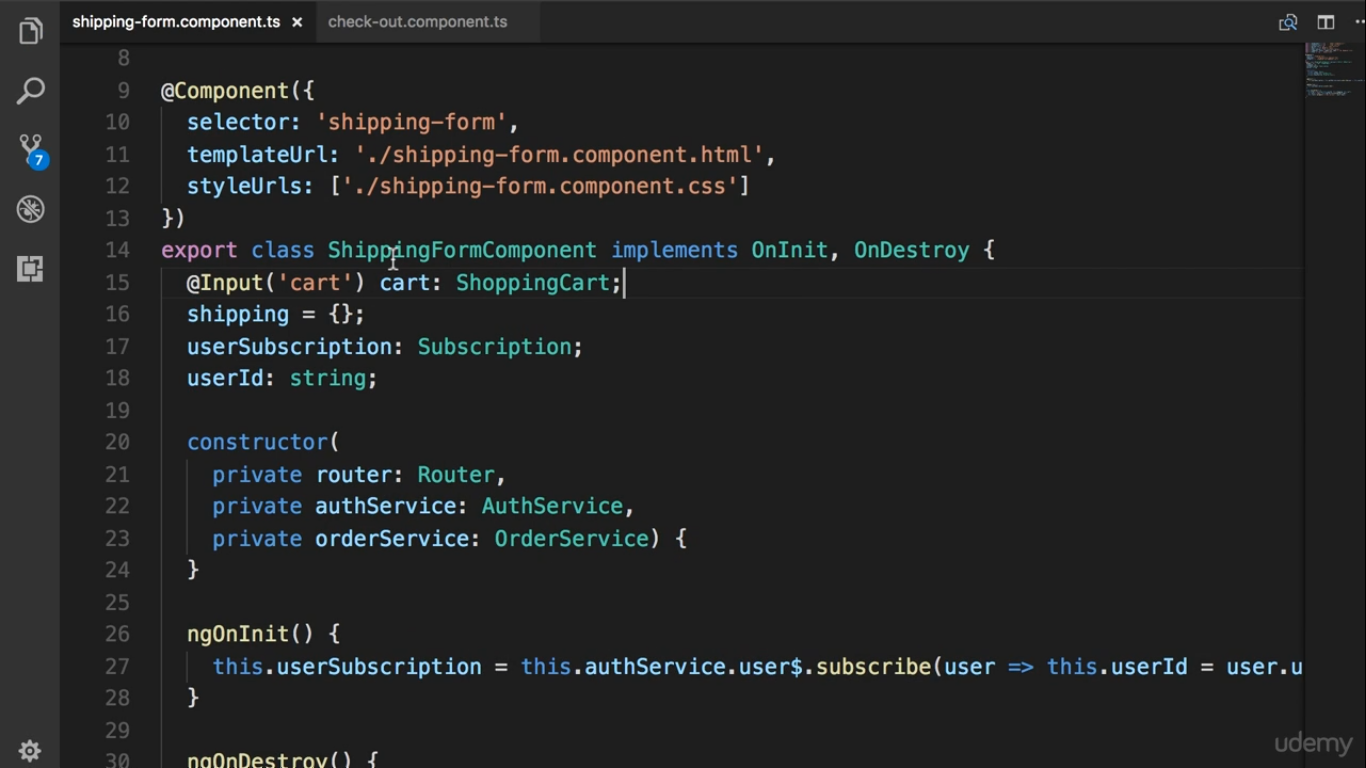 shipping-form.component.ts × check-out.component.ts
8
9 @Component({
10 selector: 'shipping-form',
11 templateUrl: './shipping-form.component.html',
12 styleUrls: ['./shipping-form.component.css']
13 })
14 export class ShippingFormComponent implements OnInit, OnDestroy {
15 @Input('cart') cart: ShoppingCart;
16 shipping = {};
17 userSubscription: Subscription;
18 userId: string;
19
20 constructor(
21 private router: Router,
22 private authService: AuthService,
23 private orderService: OrderService) {
24 }
25
26 ngOnInit() {
27 this.userSubscription = this.authService.user$.subscribe(user => this.userId = user.u
28 }
29
30 ngOnDestroy() {
7
udemy